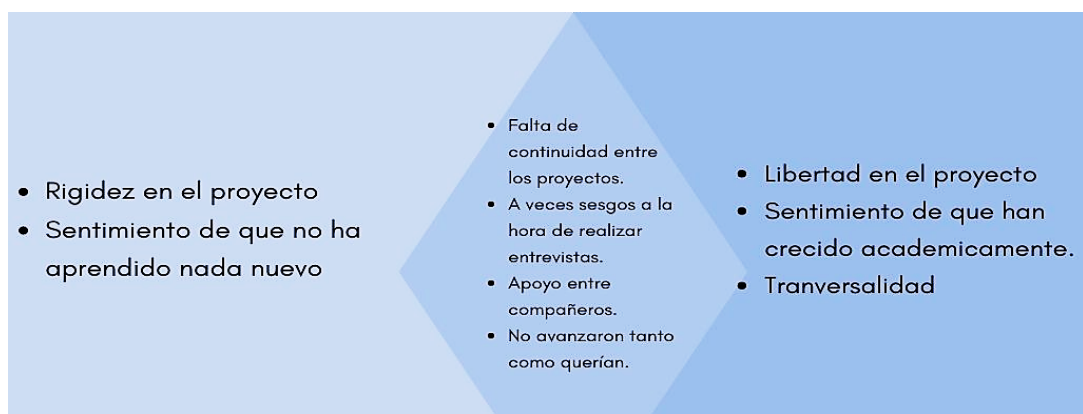 • Rigidez en el proyecto
• Sentimiento de que no ha
aprendido nada nuevo
• Falta de
continuidad entre
los proyectos.
• A veces sesgos a la
hora de realizar
entrevistas.
• Apoyo entre
compañeros.
• No avanzaron tanto
como querían.
• Libertad en el proyecto
• Sentimiento de que han
crecido academicamente.
• Tranversalidad